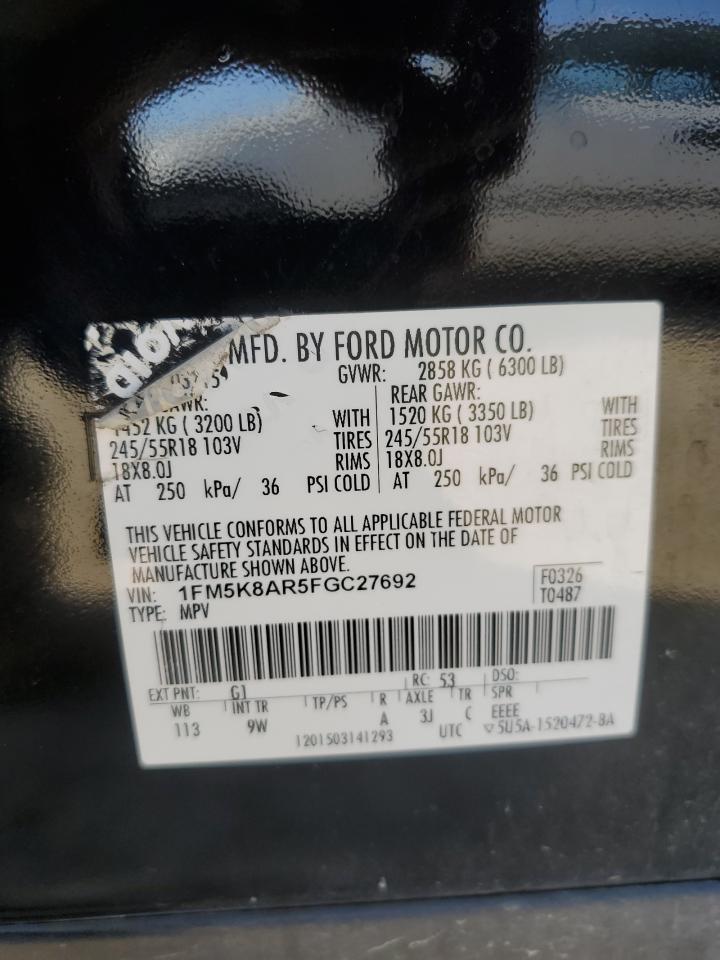 MFD. BY FORD MOTOR CO.
GVWR: 2858 KG ( 6300 LB)
GAWR: REAR GAWR:
1452 KG ( 3200 LB) WITH 1520 KG ( 3350 LB) WITH
245/55R18 103V TIRES 245/55R18 103V TIRES
18X8.0J RIMS 18X8.0J RIMS
AT 250 kPa/ 36 PSI COLD AT 250 kPa/ 36 PSI COLD
THIS VEHICLE CONFORMS TO ALL APPLICABLE FEDERAL MOTOR
VEHICLE SAFETY STANDARDS IN EFFECT ON THE DATE OF
MANUFACTURE SHOWN ABOVE.
VIN: 1FM5K8AR5FGC27692 F0326
TYPE: MPV T0487
EXT PNT: G1 RC: 53 DSO:
WB INT TR TP/PS R AXLE TR SPR
113 9W A 3J C EEEE
1201503141293 UTC ▽5U5A-1520472-BA